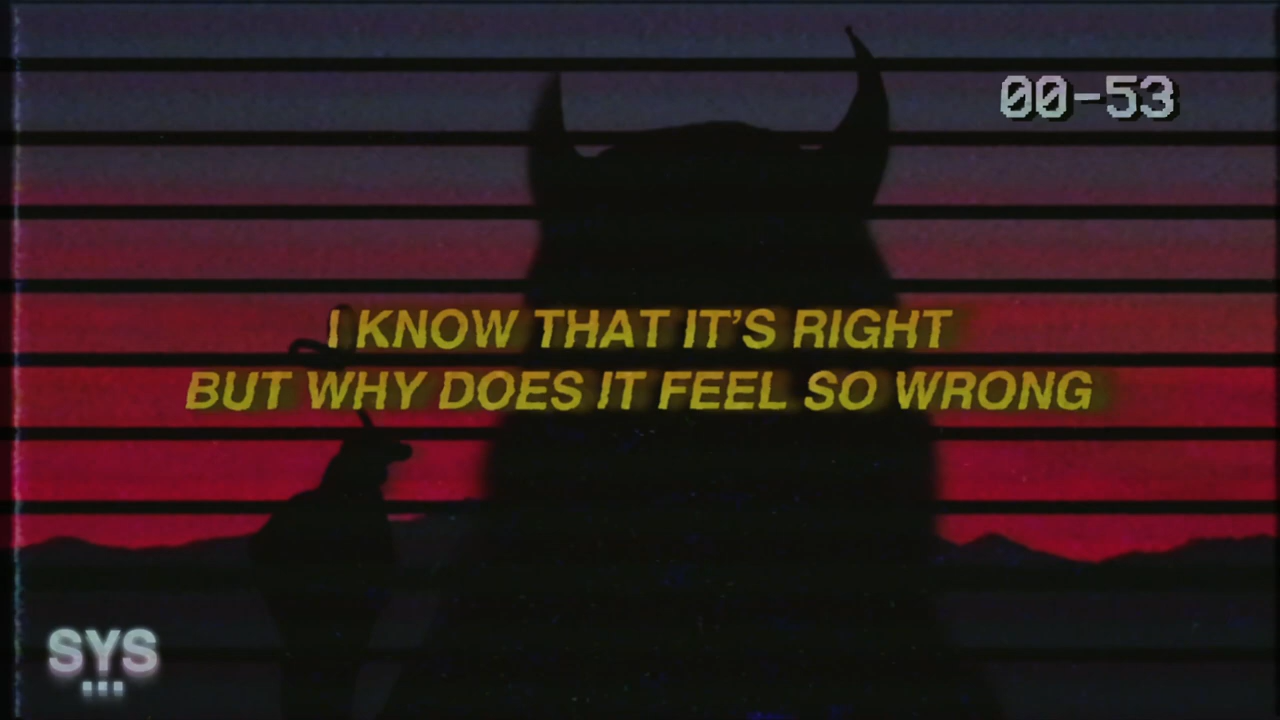 00-53
I KNOW THAT IT'S RIGHT
BUT WHY DOES IT FEEL SO WRONG
SYS